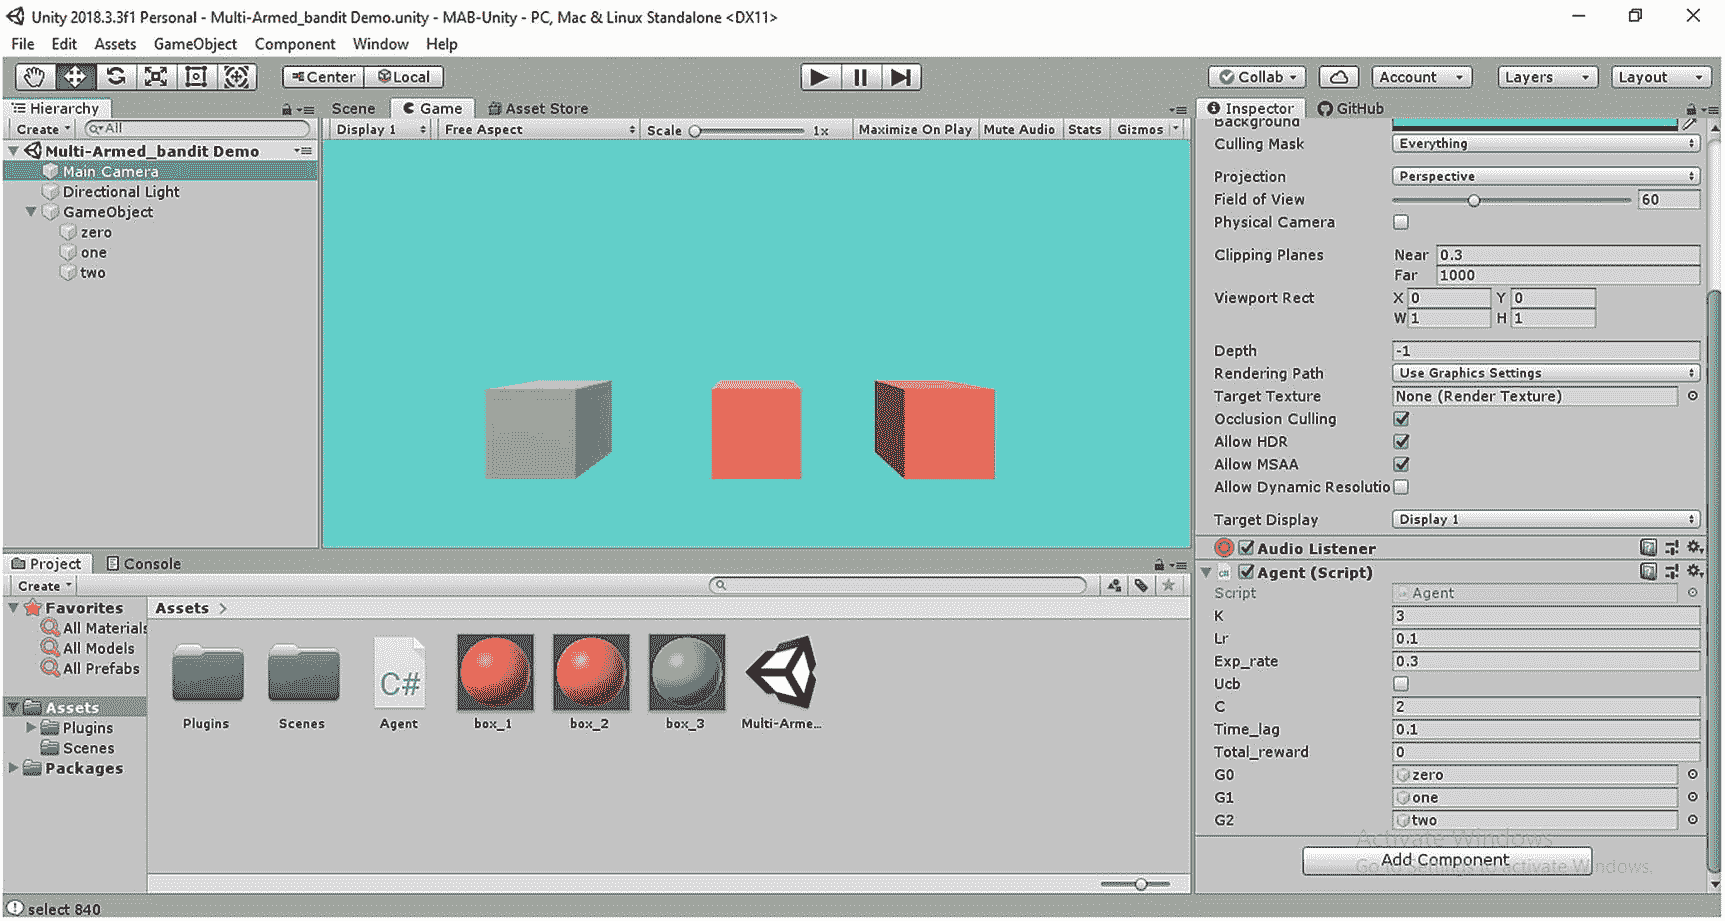 Unity 2018.3.3f1 Personal - Multi-Armed_bandit Demo.unity - MAB-Unity - PC, Mac & Linux Standalone <DX11>
File Edit Assets GameObject Component Window Help
Center Local Collab Account Layers Layout
Hierarchy
Create All
Multi-Armed_bandit Demo
Main Camera
Directional Light
GameObject
zero
one
two
Scene Game Asset Store
Display 1 Free Aspect Scale 1x Maximize On Play Mute Audio Stats Gizmos
Inspector GitHub
Background
Culling Mask Everything
Projection Perspective
Field of View 60
Physical Camera
Clipping Planes Near 0.3
Far 1000
Viewport Rect X 0 Y 0
W 1 H 1
Depth -1
Rendering Path Use Graphics Settings
Target Texture None (Render Texture)
Occlusion Culling
Allow HDR
Allow MSAA
Allow Dynamic Resolutio
Target Display Display 1
Audio Listener
Agent (Script)
Script Agent
K 3
Lr 0.1
Exp_rate 0.3
Ucb
C 2
Time_lag 0.1
Total_reward 0
G0 zero
G1 one
G2 two
Activate Windows
Go to Settings to activate Windows.
Add Component
Project Console
Create
Favorites
All Materials
All Models
All Prefabs
Assets
Plugins
Scenes
Packages
Assets >
C#
Plugins Scenes Agent box_1 box_2 box_3 Multi-Arme...
select 840